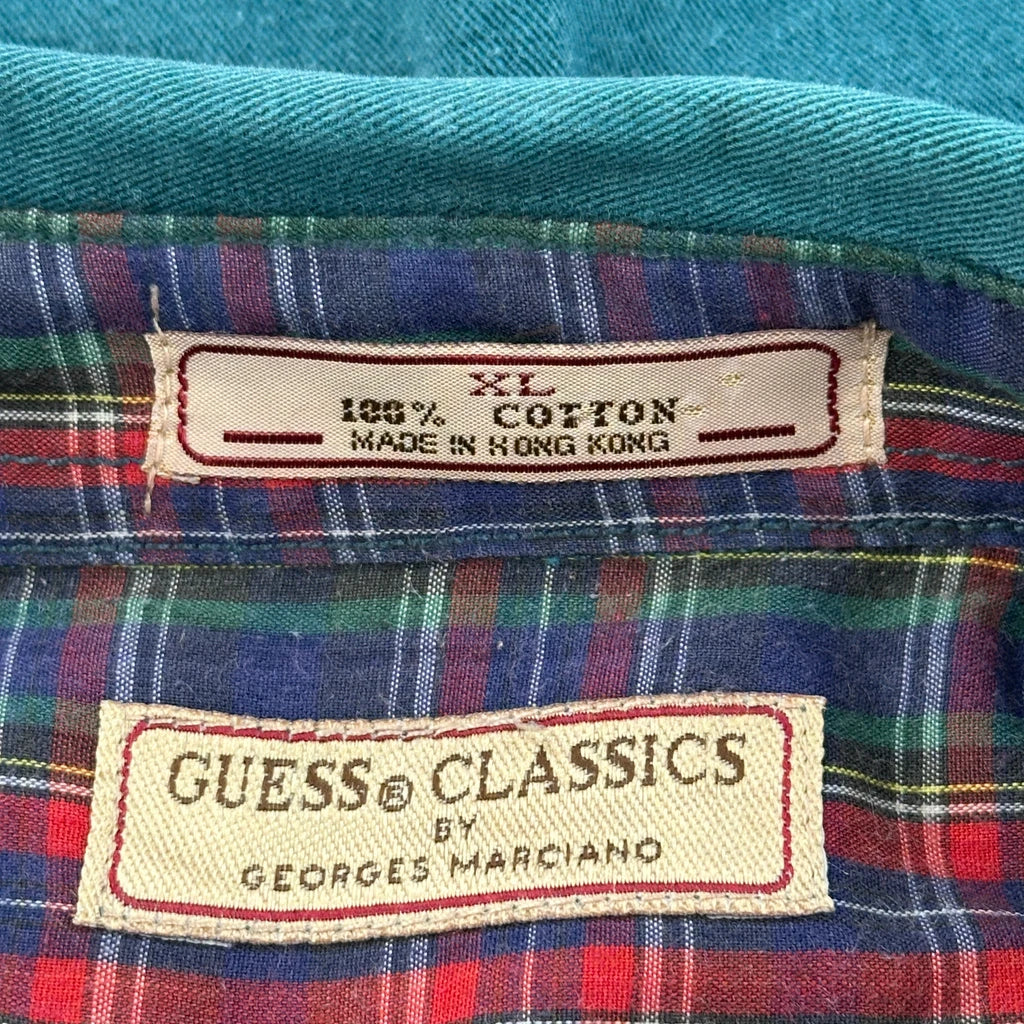 XL
100% COTTON
MADE IN HONG KONG
GUESS® CLASSICS
BY
GEORGES MARCIANO